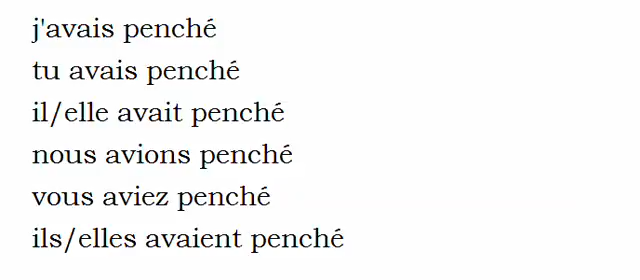 j'avais penché
tu avais penché
il/elle avait penché
nous avions penché
vous aviez penché
ils/elles avaient penché